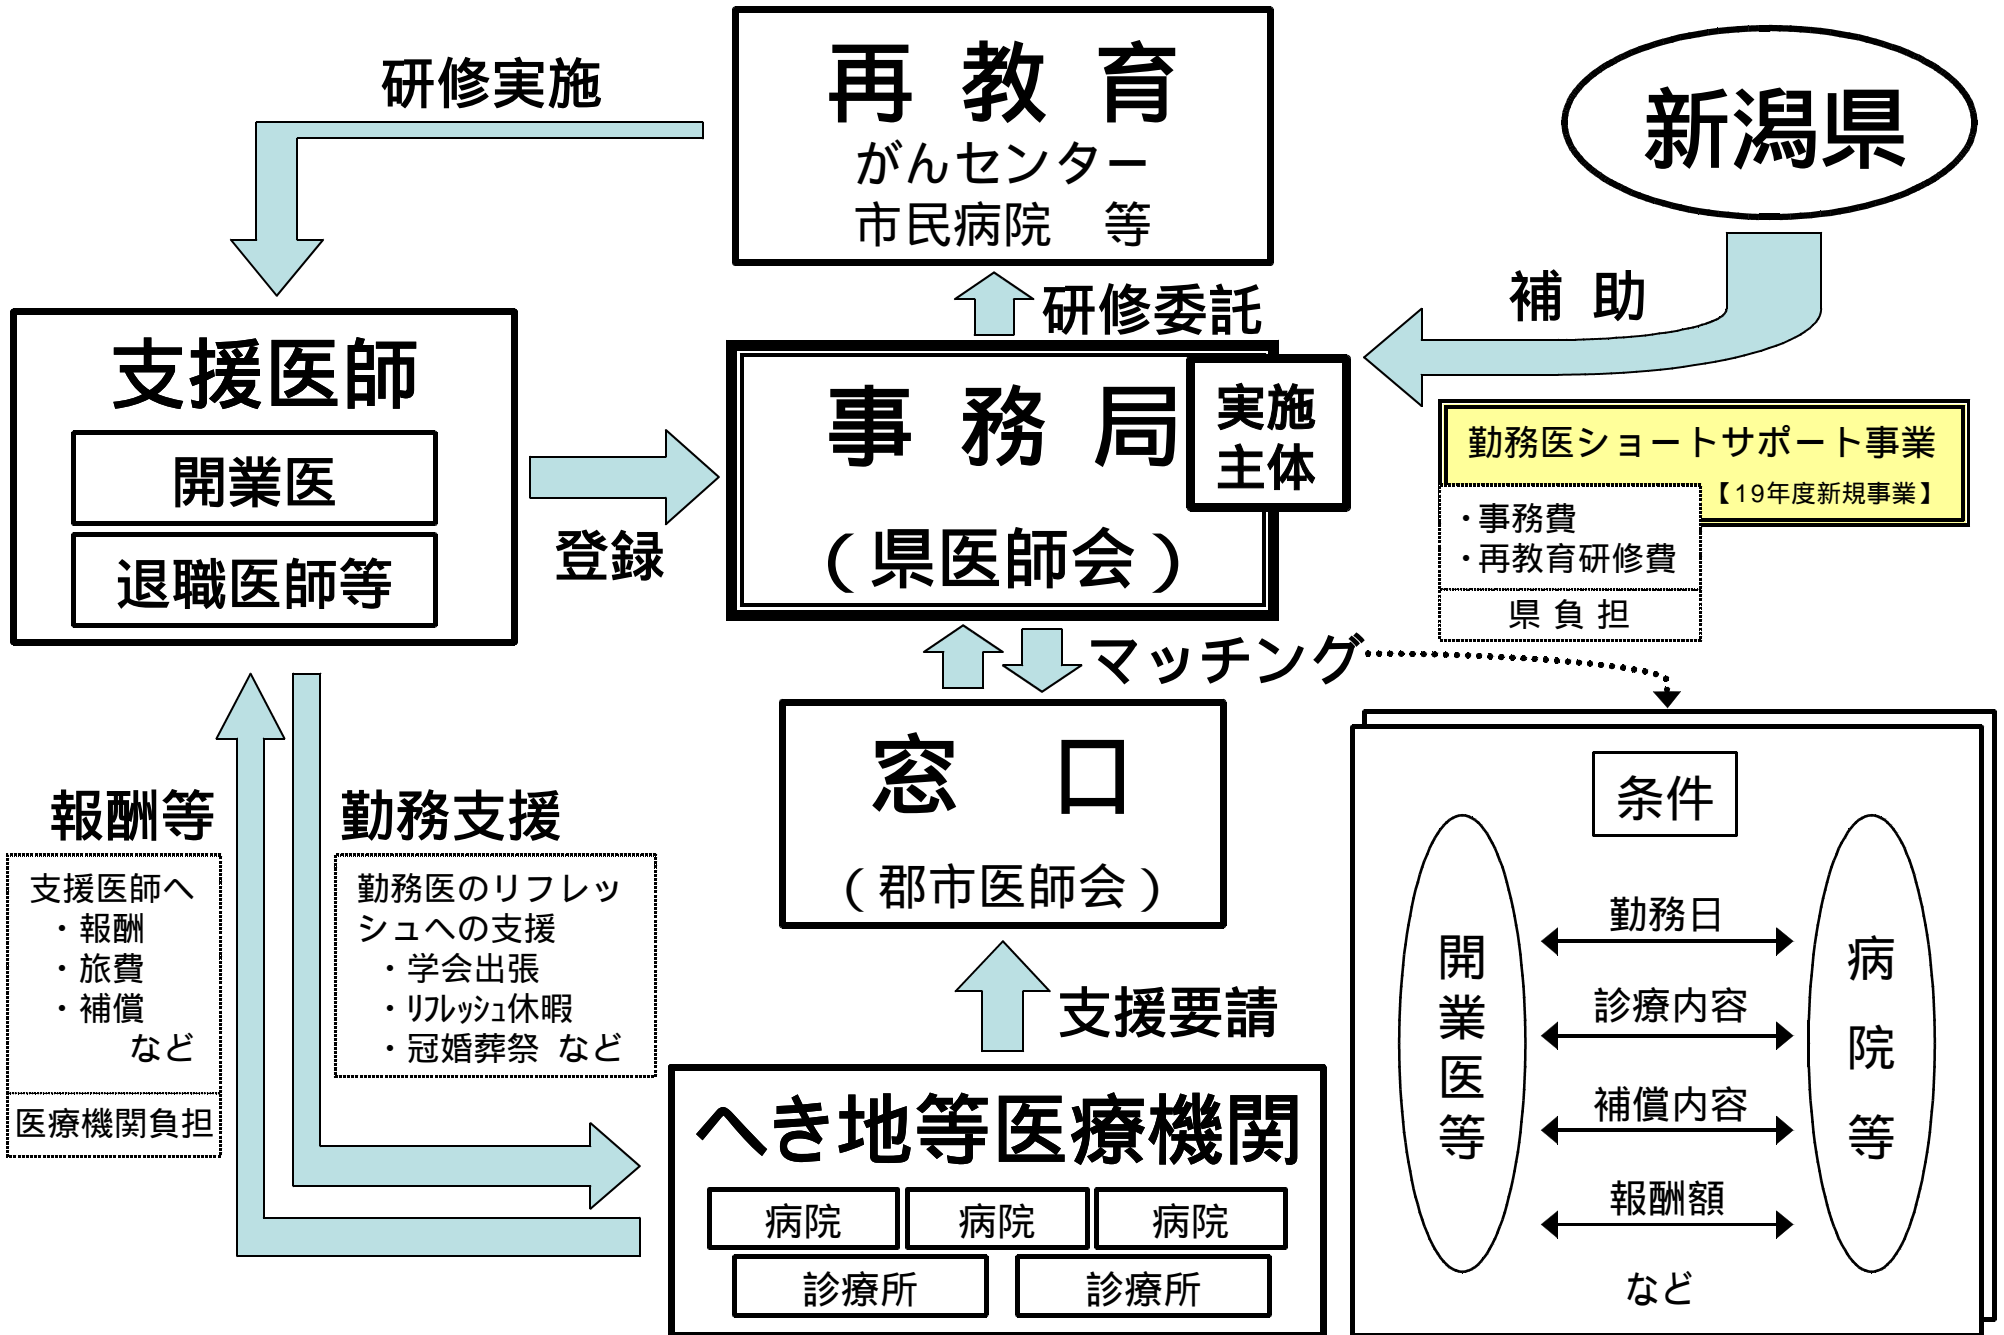 再教育
がんセンター
市民病院　等
研修実施
新潟県
補助
研修委託
支援医師
開業医
退職医師等
登録
事務局
（県医師会）
実施
主体
勤務医ショートサポート事業
【19年度新規事業】
・事務費
・再教育研修費
県負担
マッチング
窓口
（郡市医師会）
報酬等
支援医師へ
・報酬
・旅費
・補償
など
医療機関負担
勤務支援
勤務医のリフレッ
シュへの支援
・学会出張
・ﾘﾌﾚｯｼｭ休暇
・冠婚葬祭 など
支援要請
へき地等医療機関
病院
病院
病院
診療所
診療所
条件
開業医等
勤務日
診療内容
補償内容
報酬額
など
病院等